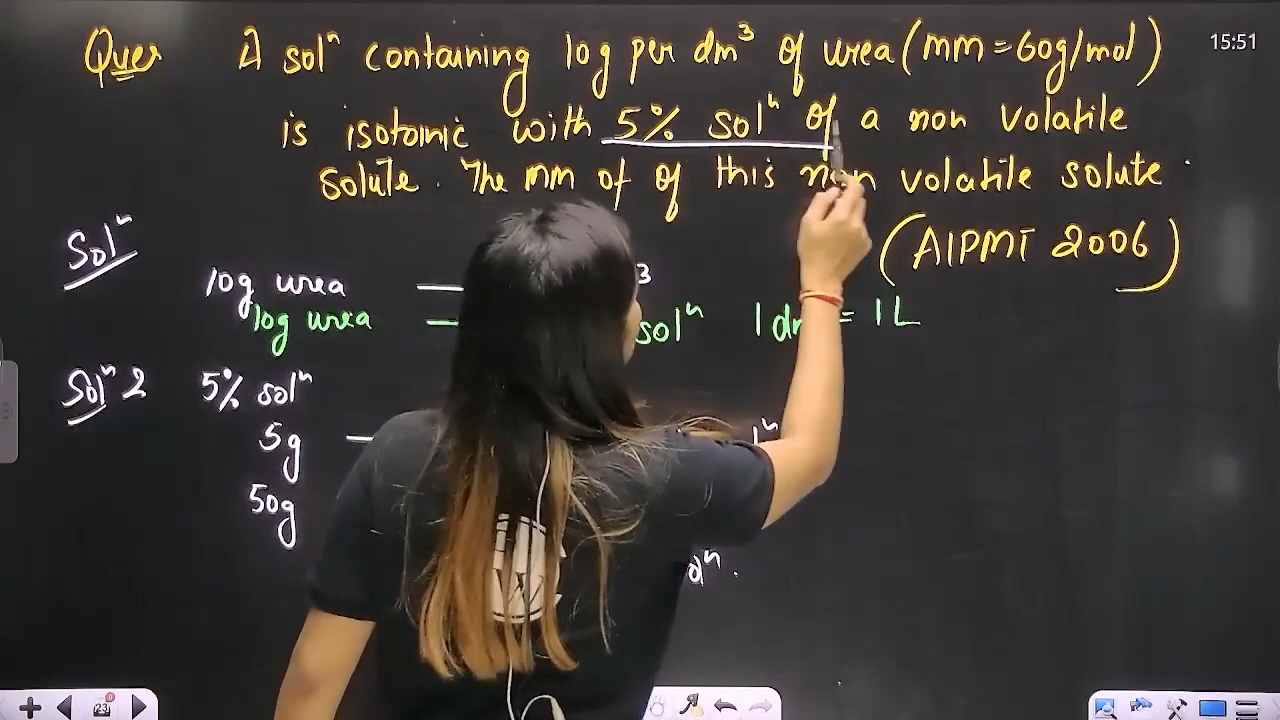 15:51
Ques A solⁿ containing 10g per dm³ of urea (mm = 60g/mol)
is isotonic with 5% solⁿ of a non volatile
solute. The mm of of this non volatile solute.
(AIPMT 2006)
Solⁿ
10g urea — 3
10g urea — solⁿ 1 = 1L
Solⁿ 2 5% solⁿ
5g —
50g